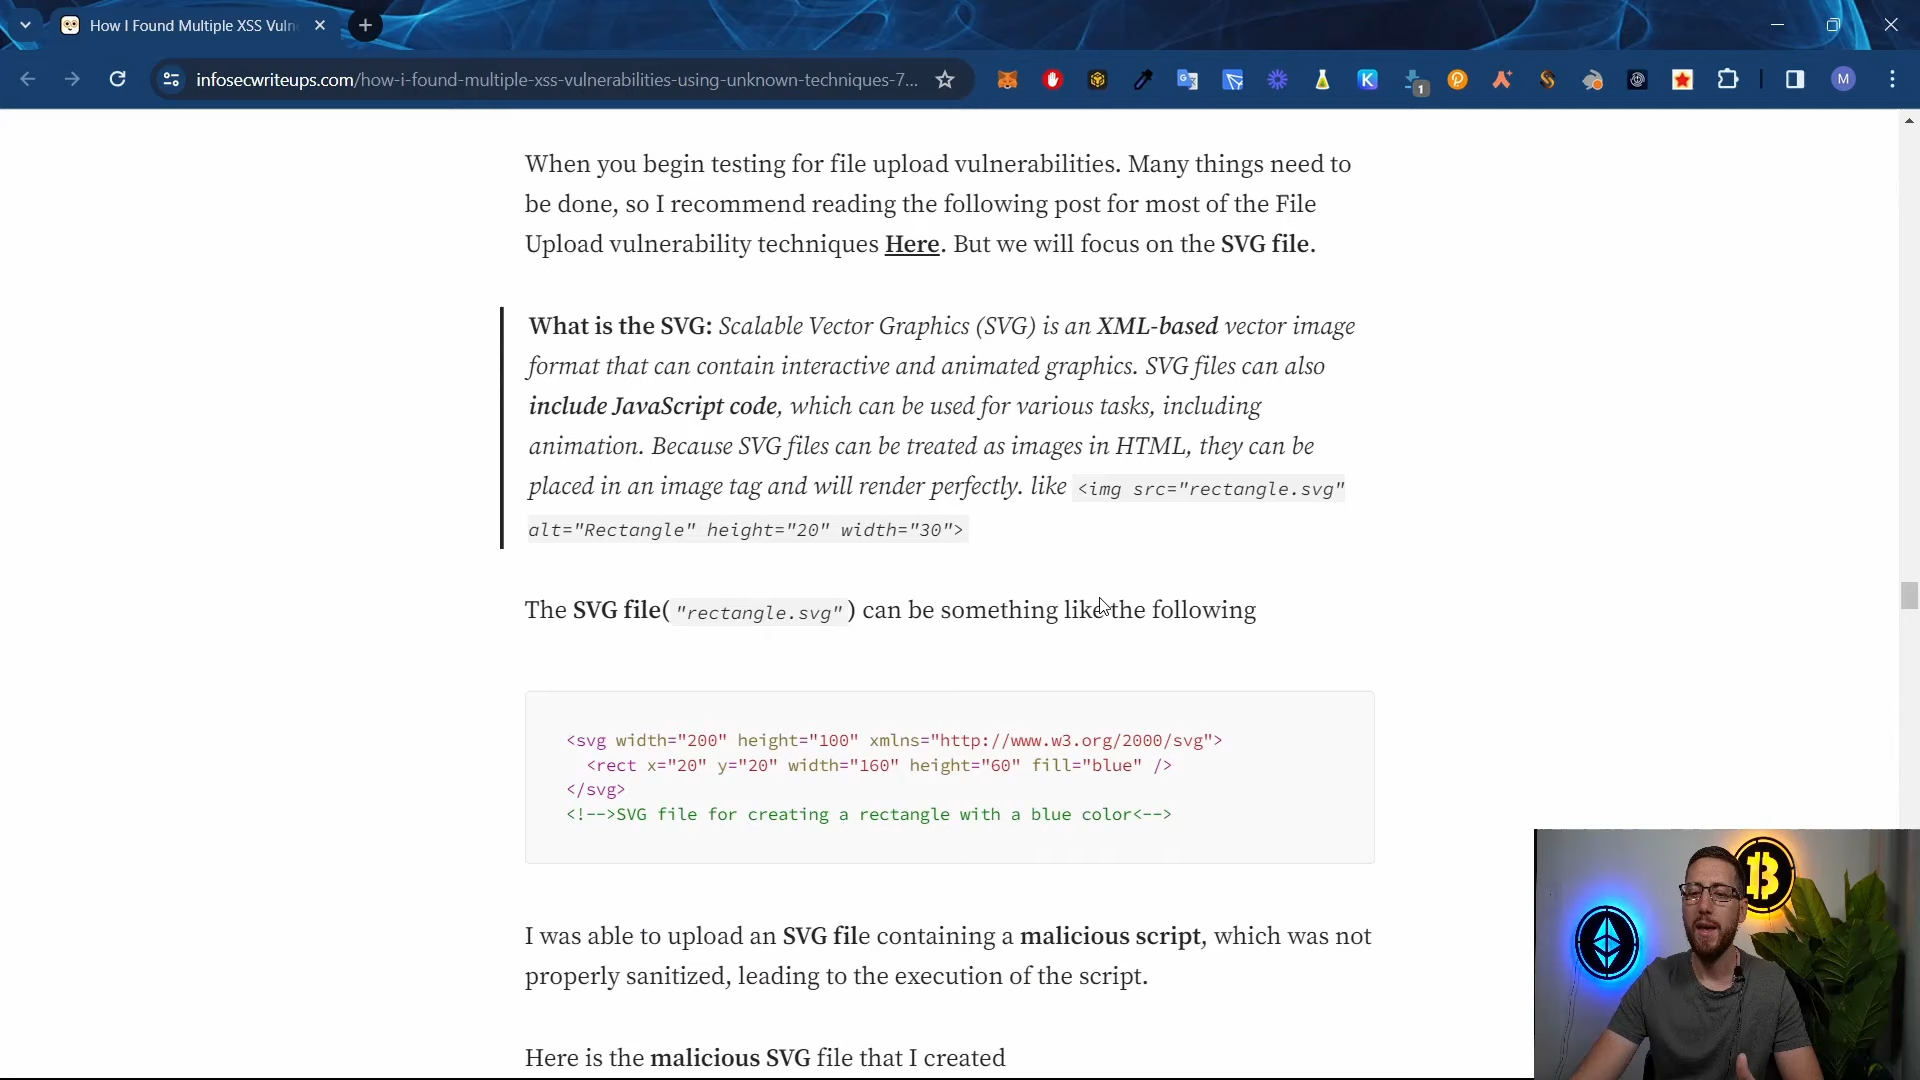 How I Found Multiple XSS Vuln
infosecwriteups.com/how-i-found-multiple-xss-vulnerabilities-using-unknown-techniques-7...
1
M
When you begin testing for file upload vulnerabilities. Many things need to
be done, so I recommend reading the following post for most of the File
Upload vulnerability techniques Here. But we will focus on the SVG file.
What is the SVG: Scalable Vector Graphics (SVG) is an XML-based vector image
format that can contain interactive and animated graphics. SVG files can also
include JavaScript code, which can be used for various tasks, including
animation. Because SVG files can be treated as images in HTML, they can be
placed in an image tag and will render perfectly. like <img src="rectangle.svg"
alt="Rectangle" height="20" width="30">
The SVG file("rectangle.svg") can be something like the following
<svg width="200" height="100" xmlns="http://www.w3.org/2000/svg">
<rect x="20" y="20" width="160" height="60" fill="blue" />
</svg>
<!-->SVG file for creating a rectangle with a blue color<-->
I was able to upload an SVG file containing a malicious script, which was not
properly sanitized, leading to the execution of the script.
Here is the malicious SVG file that I created